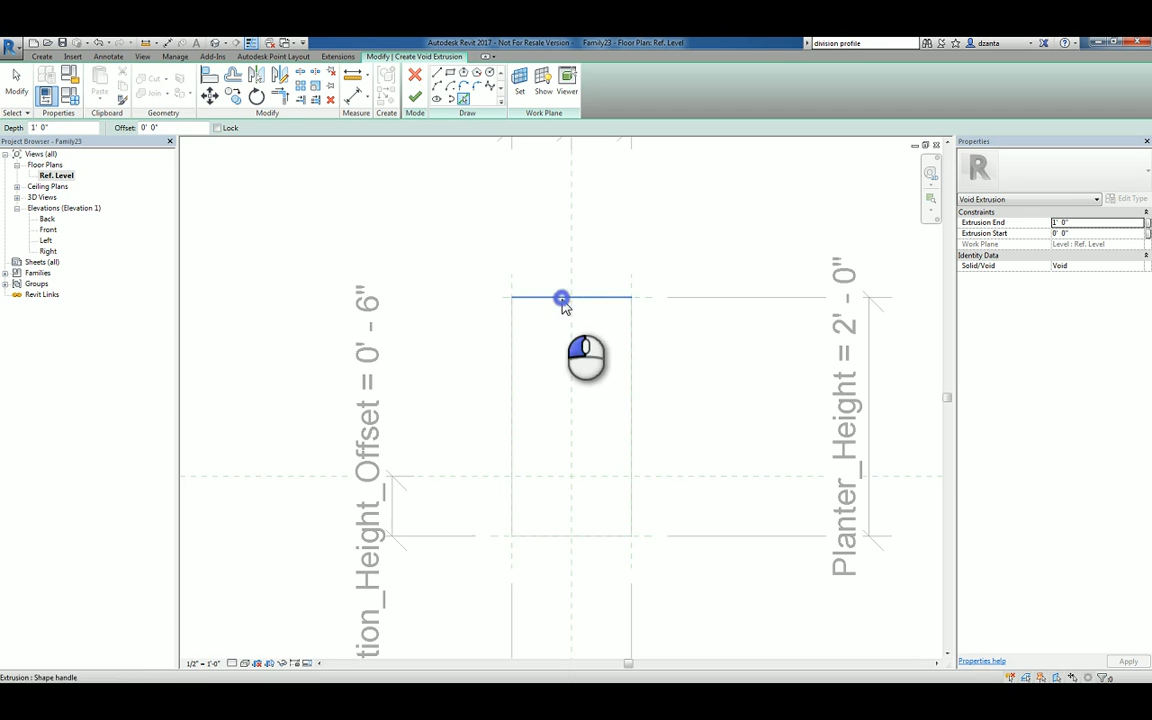 Autodesk Revit 2017 - Not For Resale Version - Family23 - Floor Plan: Ref. Level
division profile
dzanta
Create Insert Annotate View Manage Add-Ins Autodesk Point Layout Extensions Modify | Create Void Extrusion
Modify Paste Cut Join Set Show Viewer
Select Properties Clipboard Geometry Modify Measure Create Mode Draw Work Plane
Depth 1' 0" Offset: 0' 0" Lock
Project Browser - Family23
Views (all)
Floor Plans
Ref. Level
Ceiling Plans
3D Views
Elevations (Elevation 1)
Back
Front
Left
Right
Sheets (all)
Families
Groups
Revit Links
tion_Height_Offset = 0' - 6"
Planter_Height = 2' - 0"
Properties
R
Void Extrusion Edit Type
Constraints
Extrusion End 1' 0"
Extrusion Start 0' 0"
Work Plane Level : Ref. Level
Identity Data
Solid/Void Void
Properties help Apply
1/2" = 1'-0"
Extrusion : Shape handle
:0